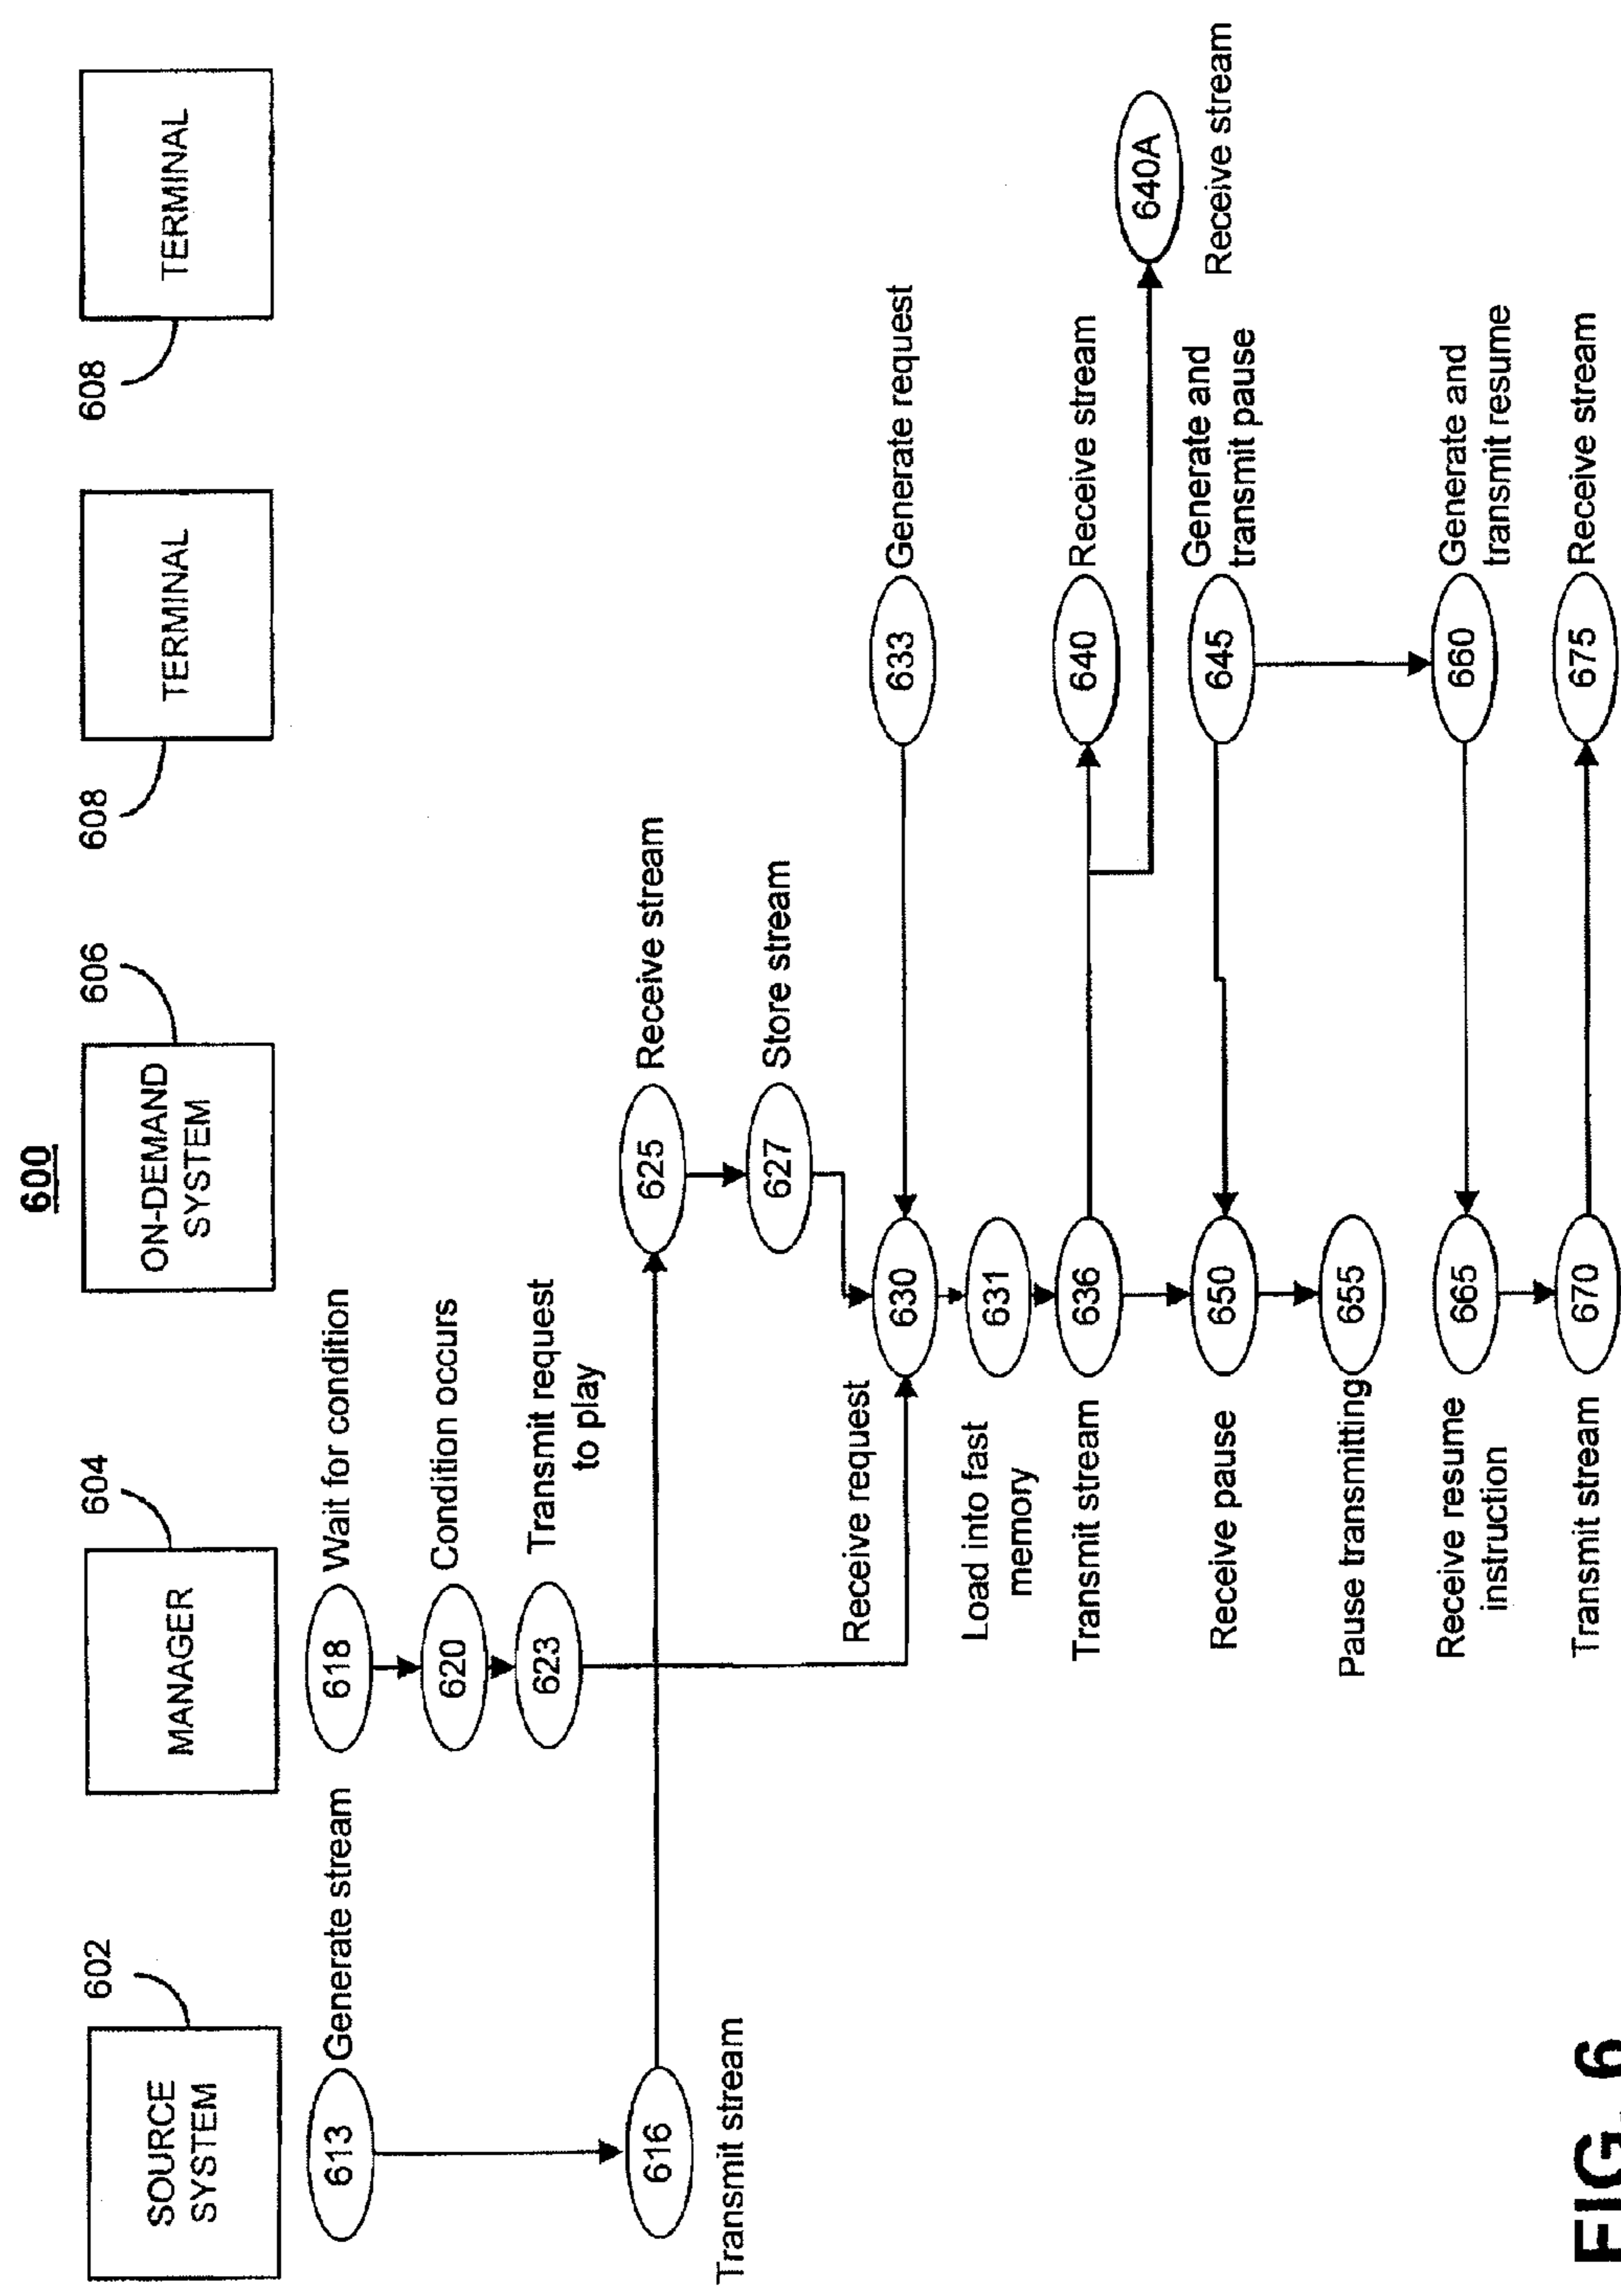 600
602
604
606
608
608
SOURCE
SYSTEM
MANAGER
ON-DEMAND
SYSTEM
TERMINAL
TERMINAL
613
Generate stream
618
Wait for condition
620
Condition occurs
623
Transmit request
to play
616
Transmit stream
625
Receive stream
627
Store stream
Receive request
630
633
Generate request
Load into fast
memory
631
Transmit stream
636
640
Receive stream
640A
Receive stream
Receive pause
650
645
Generate and
transmit pause
Pause transmitting
655
Receive resume
instruction
665
660
Generate and
transmit resume
Transmit stream
670
675
Receive stream
FIG. 6